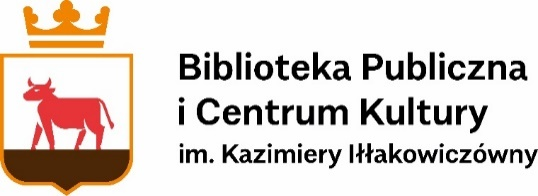 Biblioteka Publiczna
i Centrum Kultury
im. Kazimiery Iłłakowiczówny